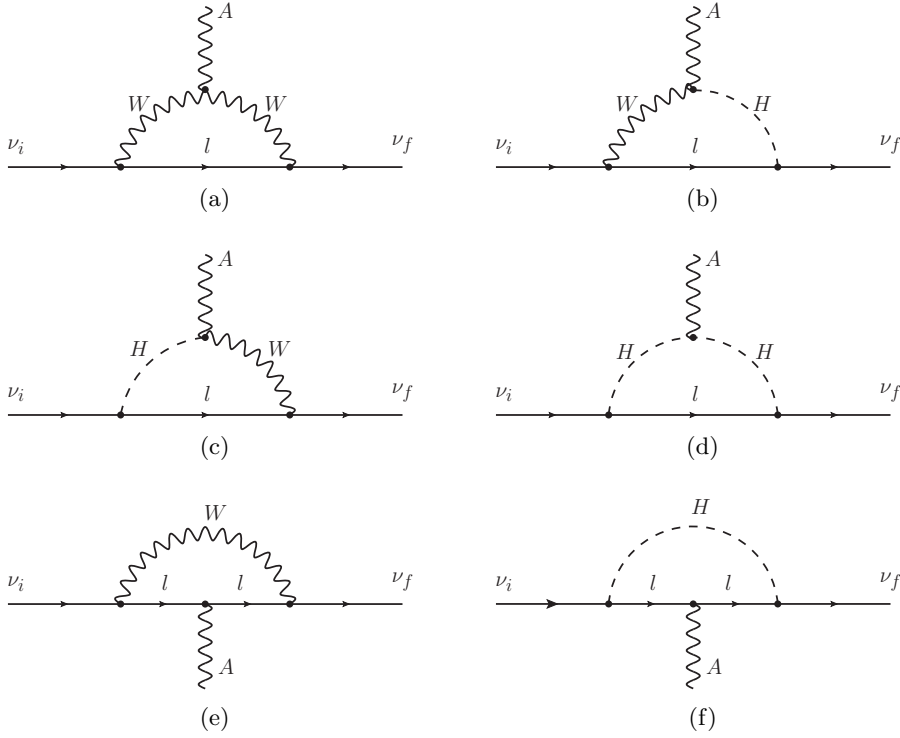 A A
W W W H
ν_i l ν_f ν_i l ν_f
(a) (b)
A A
H W H H
ν_i l ν_f ν_i l ν_f
(c) (d)
W H
ν_i l l ν_f ν_i l l ν_f
A A
(e) (f)